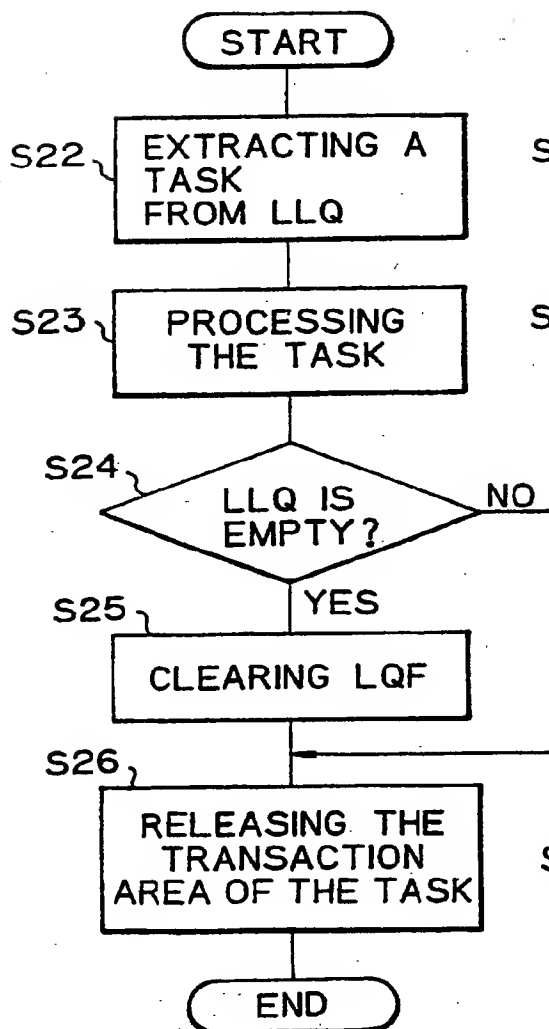 START
S22
EXTRACTING A
TASK
FROM LLQ
S
S23
PROCESSING
THE TASK
S
S24
LLQ IS
EMPTY?
NO
YES
S25
CLEARING LQF
S26
RELEASING THE
TRANSACTION
AREA OF THE TASK
S
END